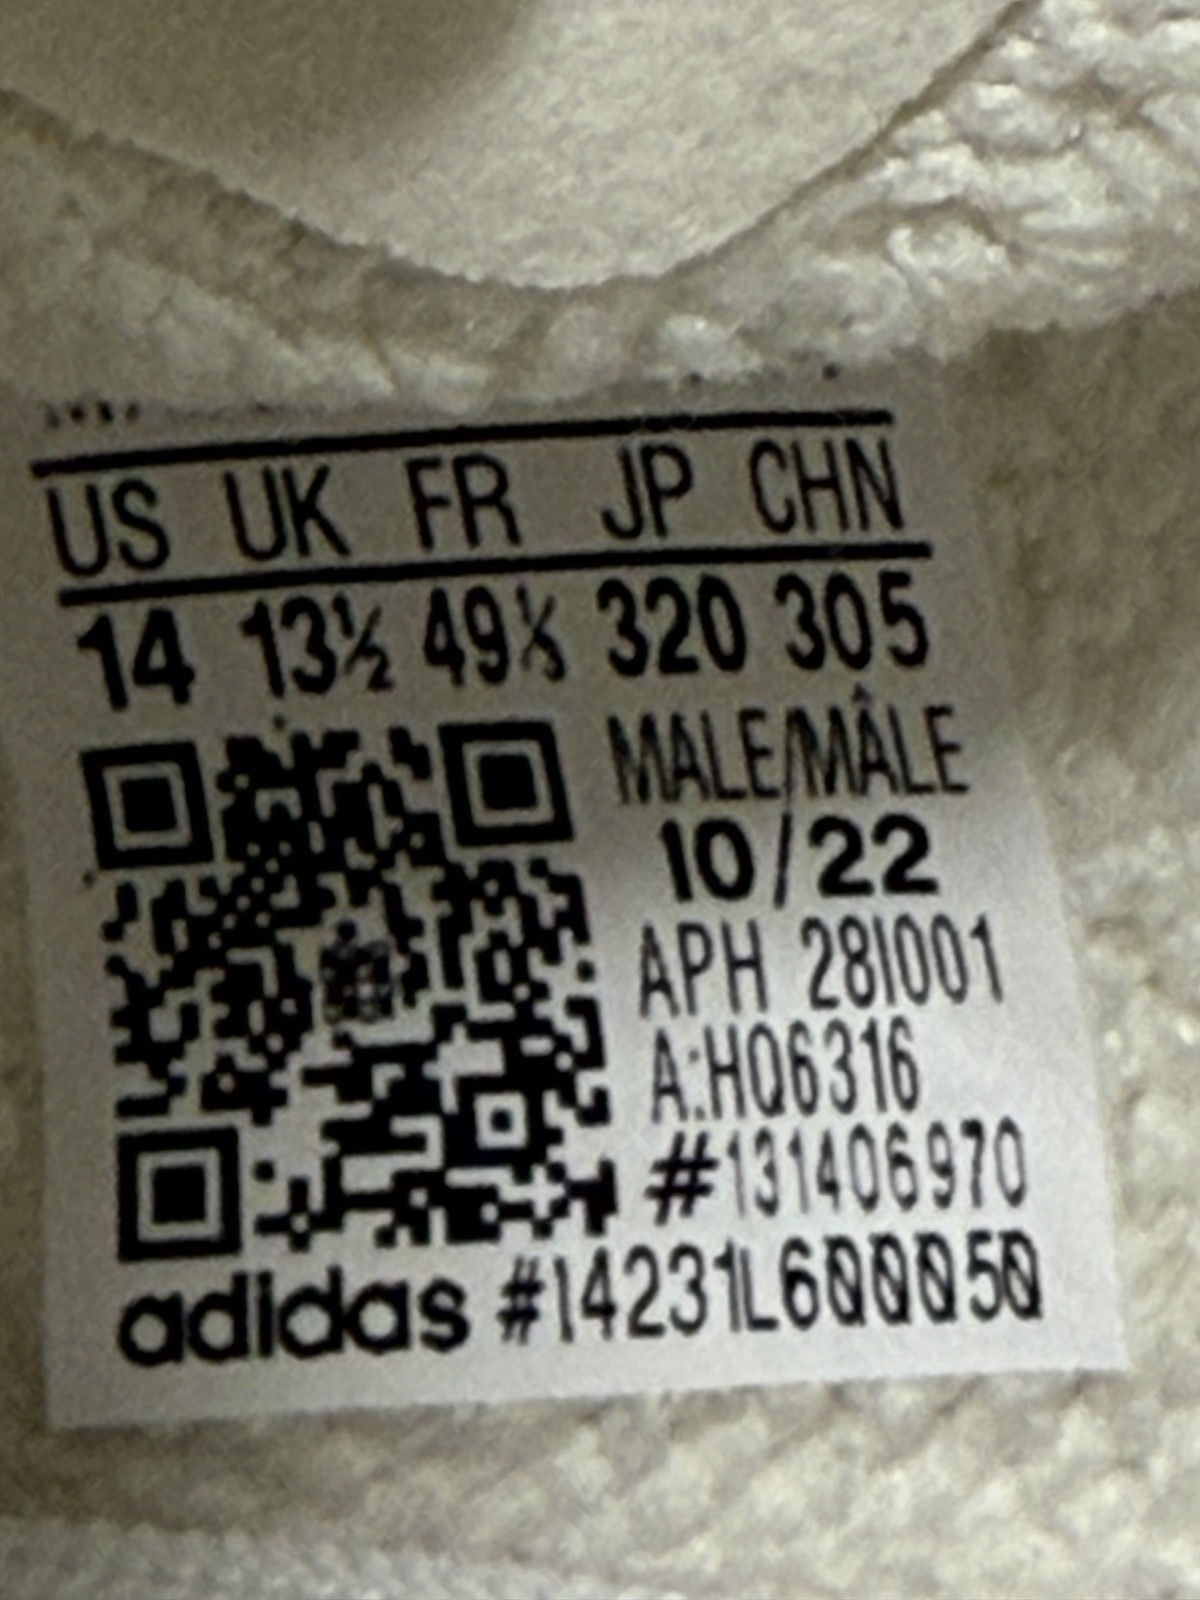 US UK FR JP CHN
14 13½ 49⅓ 320 305
MALE/MÂLE
10/22
APH 28I001
A:HQ6316
#131406970
adidas #14231L600050